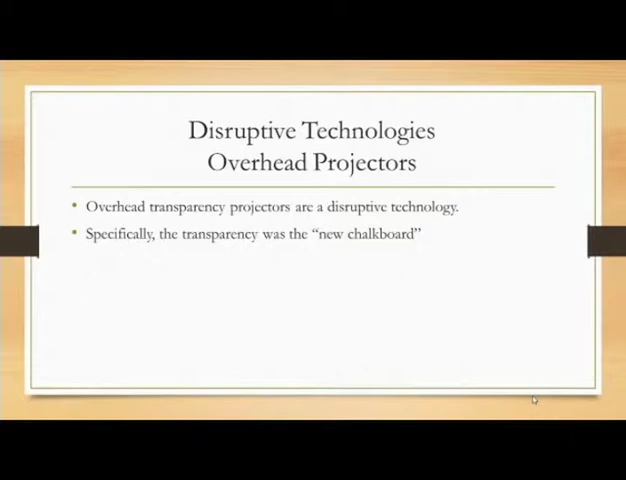 Disruptive Technologies
Overhead Projectors
• Overhead transparency projectors are a disruptive technology.
• Specifically, the transparency was the “new chalkboard”